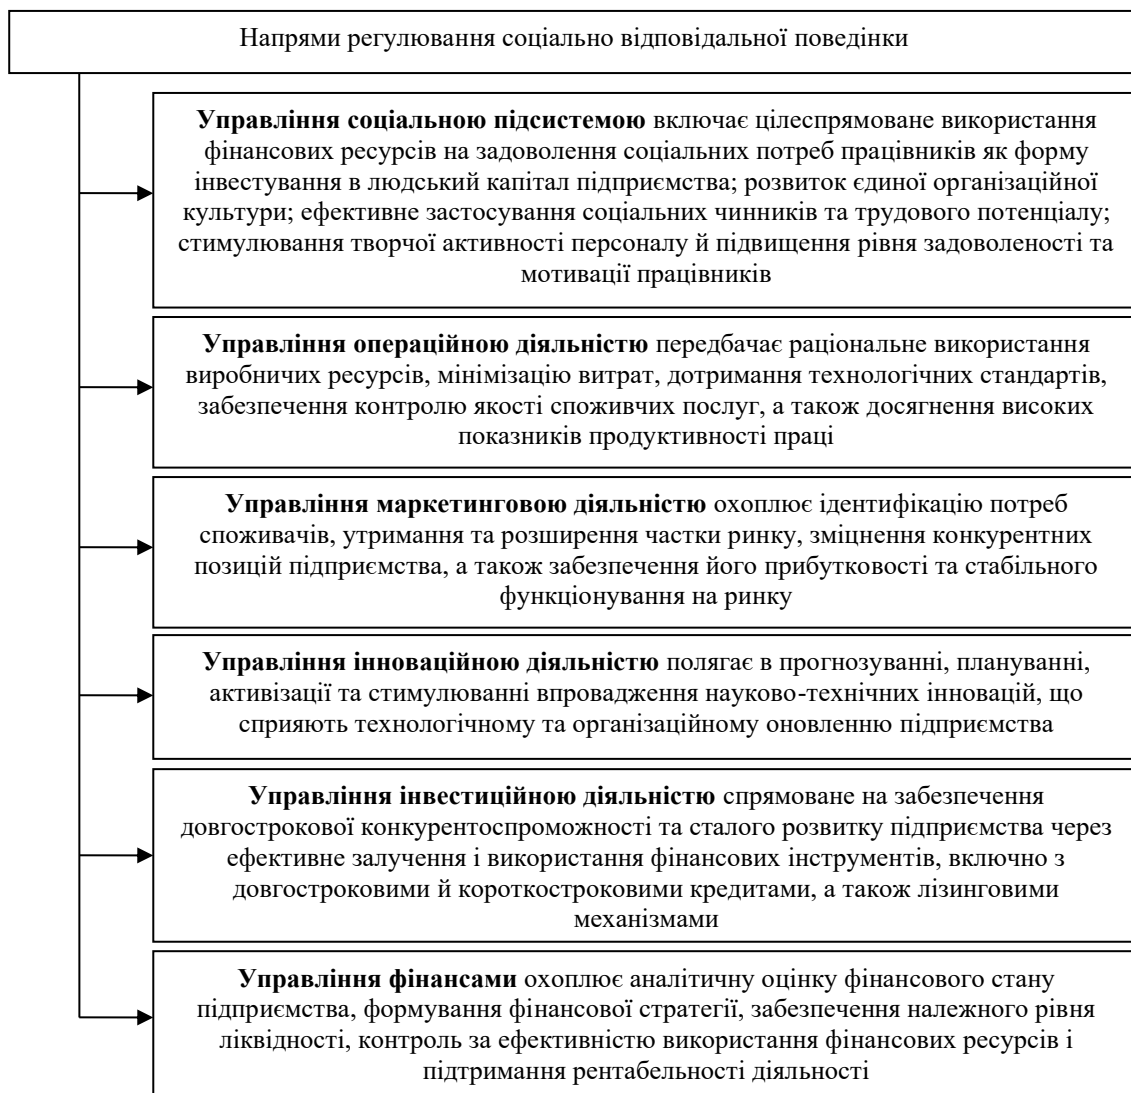 Напрями регулювання соціально відповідальної поведінки
Управління соціальною підсистемою включає цілеспрямоване використання
фінансових ресурсів на задоволення соціальних потреб працівників як форму
інвестування в людський капітал підприємства; розвиток єдиної організаційної
культури; ефективне застосування соціальних чинників та трудового потенціалу;
стимулювання творчої активності персоналу й підвищення рівня задоволеності та
мотивації працівників
Управління операційною діяльністю передбачає раціональне використання
виробничих ресурсів, мінімізацію витрат, дотримання технологічних стандартів,
забезпечення контролю якості споживчих послуг, а також досягнення високих
показників продуктивності праці
Управління маркетинговою діяльністю охоплює ідентифікацію потреб
споживачів, утримання та розширення частки ринку, зміцнення конкурентних
позицій підприємства, а також забезпечення його прибутковості та стабільного
функціонування на ринку
Управління інноваційною діяльністю полягає в прогнозуванні, плануванні,
активізації та стимулюванні впровадження науково-технічних інновацій, що
сприяють технологічному та організаційному оновленню підприємства
Управління інвестиційною діяльністю спрямоване на забезпечення
довгострокової конкурентоспроможності та сталого розвитку підприємства через
ефективне залучення і використання фінансових інструментів, включно з
довгостроковими й короткостроковими кредитами, а також лізинговими
механізмами
Управління фінансами охоплює аналітичну оцінку фінансового стану
підприємства, формування фінансової стратегії, забезпечення належного рівня
ліквідності, контроль за ефективністю використання фінансових ресурсів і
підтримання рентабельності діяльності